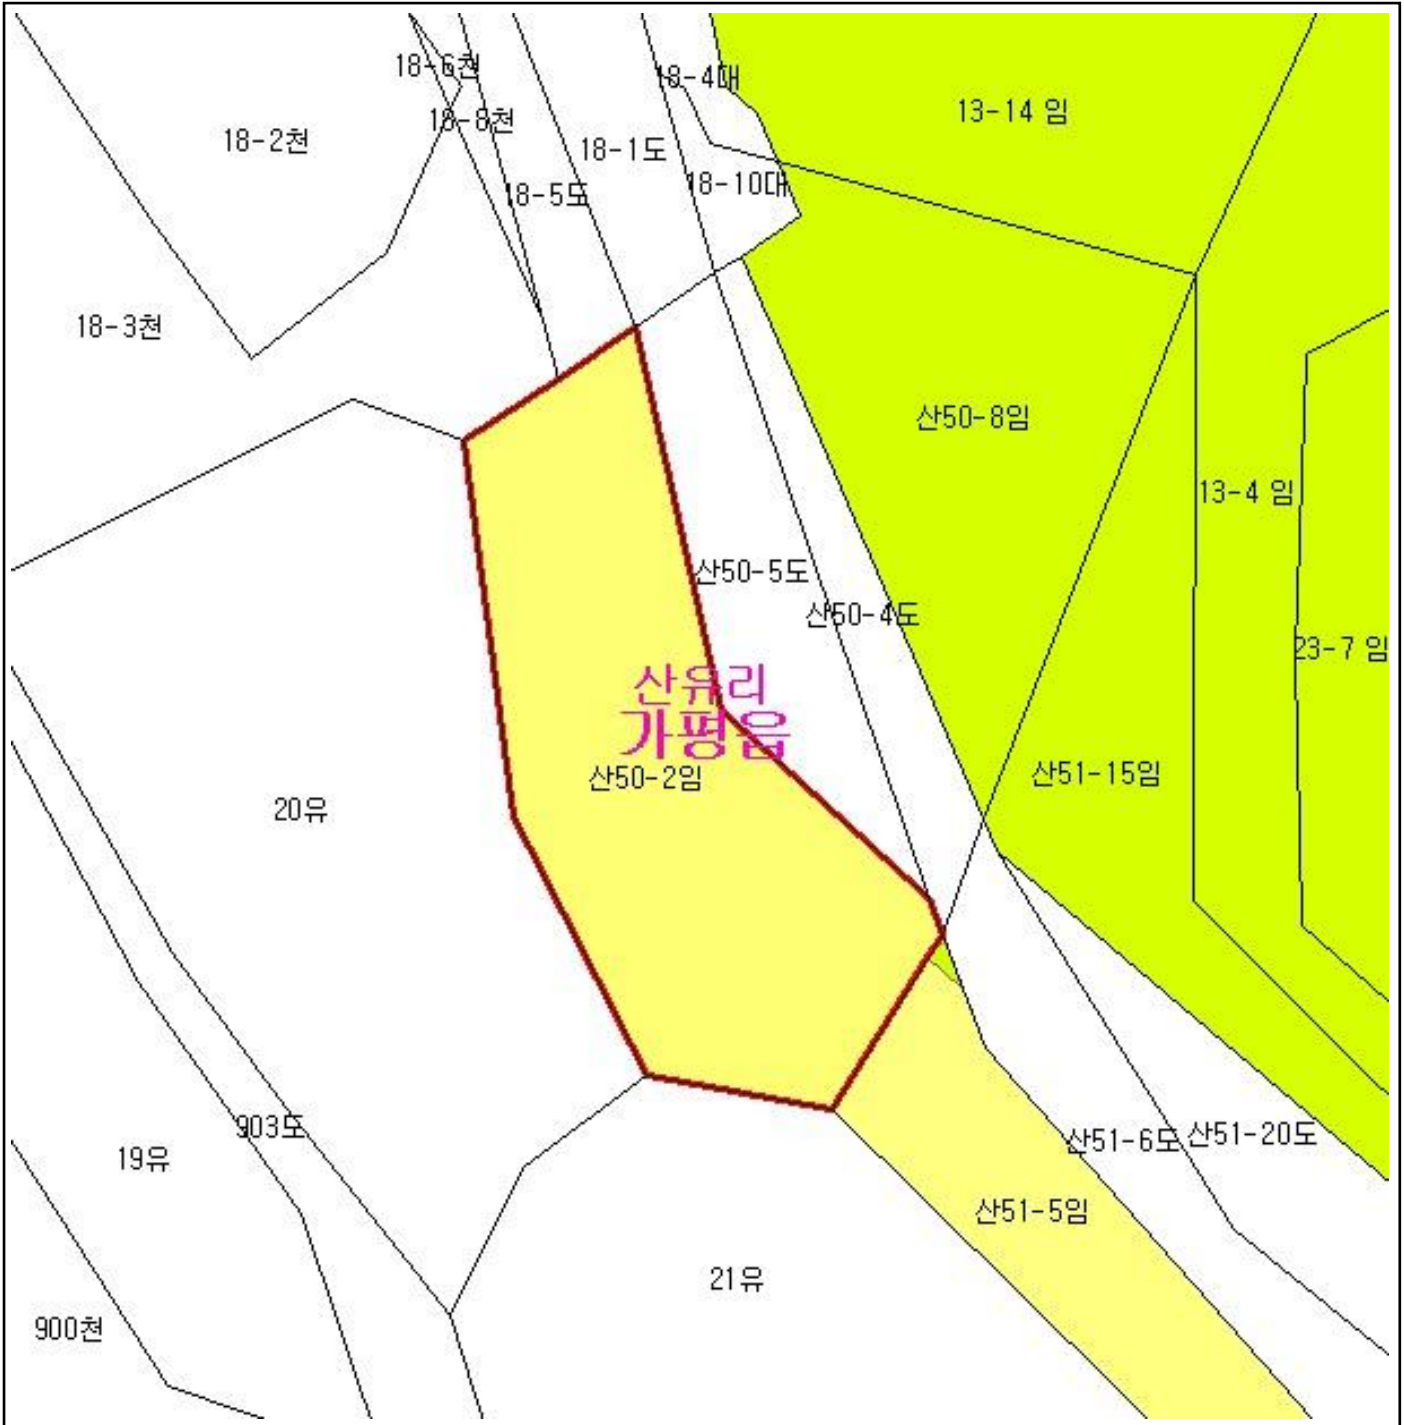 18-6천
18-4대
13-14 임
18-8천
18-2천
18-1도
18-10대
18-5도
18-3천
산50-8임
13-4 임
산50-5도
산50-4도
23-7 임
산유리
가평읍
산50-2임
산51-15임
20유
903도
산51-6도
산51-20도
19유
산51-5임
21유
900천